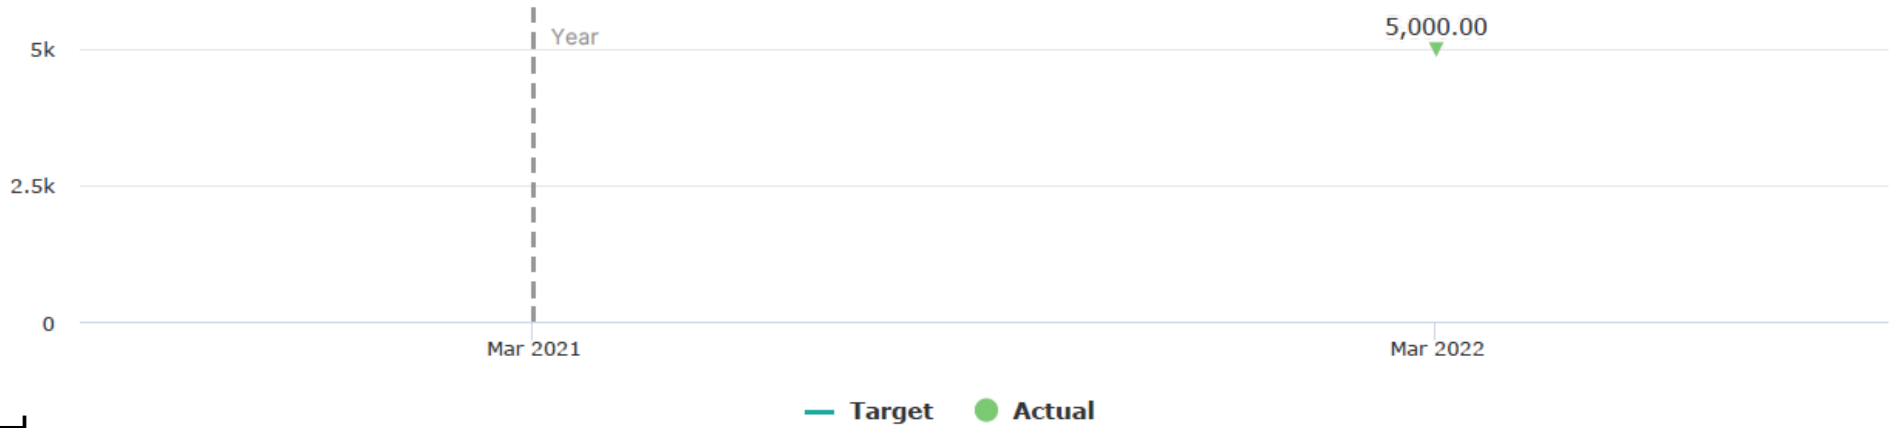 5,000.00
Year
5k
2.5k
0
Mar 2021 Mar 2022
Target Actual